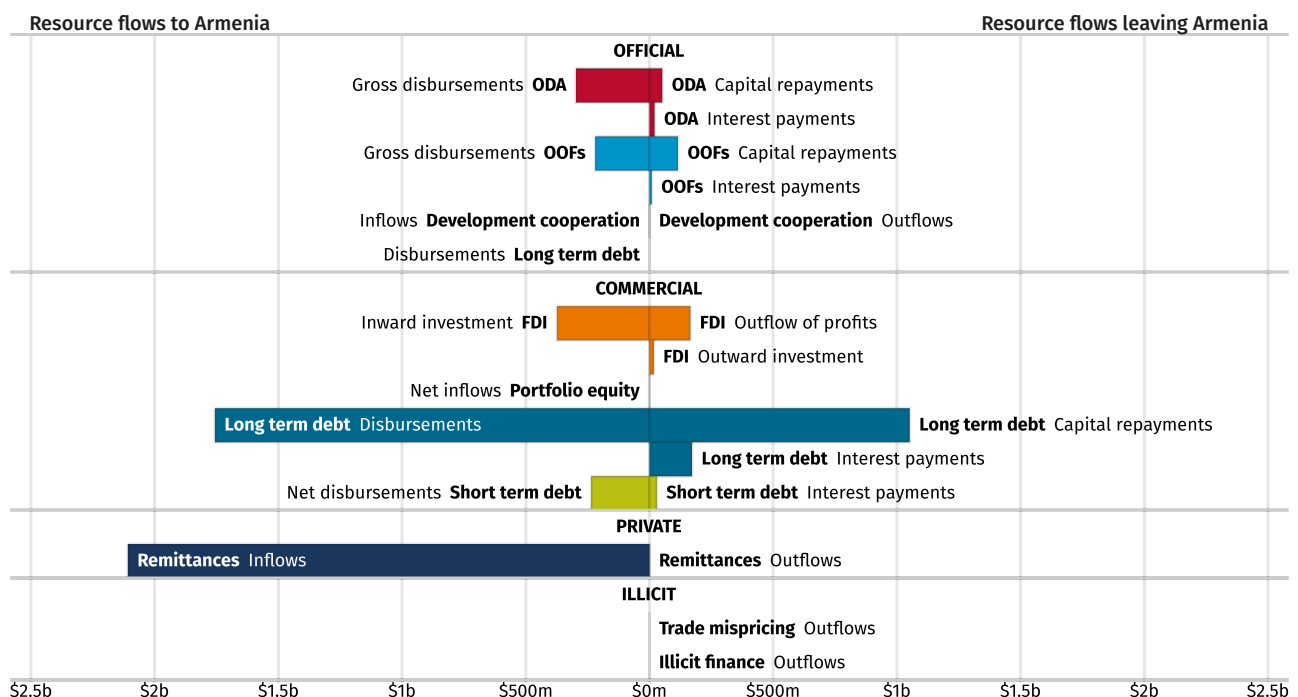 Resource flows to Armenia Resource flows leaving Armenia
OFFICIAL
Gross disbursements ODA ODA Capital repayments
ODA Interest payments
Gross disbursements OOFs OOFs Capital repayments
OOFs Interest payments
Inflows Development cooperation Development cooperation Outflows
Disbursements Long term debt
COMMERCIAL
Inward investment FDI FDI Outflow of profits
FDI Outward investment
Net inflows Portfolio equity
Long term debt Disbursements Long term debt Capital repayments
Long term debt Interest payments
Net disbursements Short term debt Short term debt Interest payments
PRIVATE
Remittances Inflows Remittances Outflows
ILLICIT
Trade mispricing Outflows
Illicit finance Outflows
$2.5b $2b $1.5b $1b $500m $0m $500m $1b $1.5b $2b $2.5b